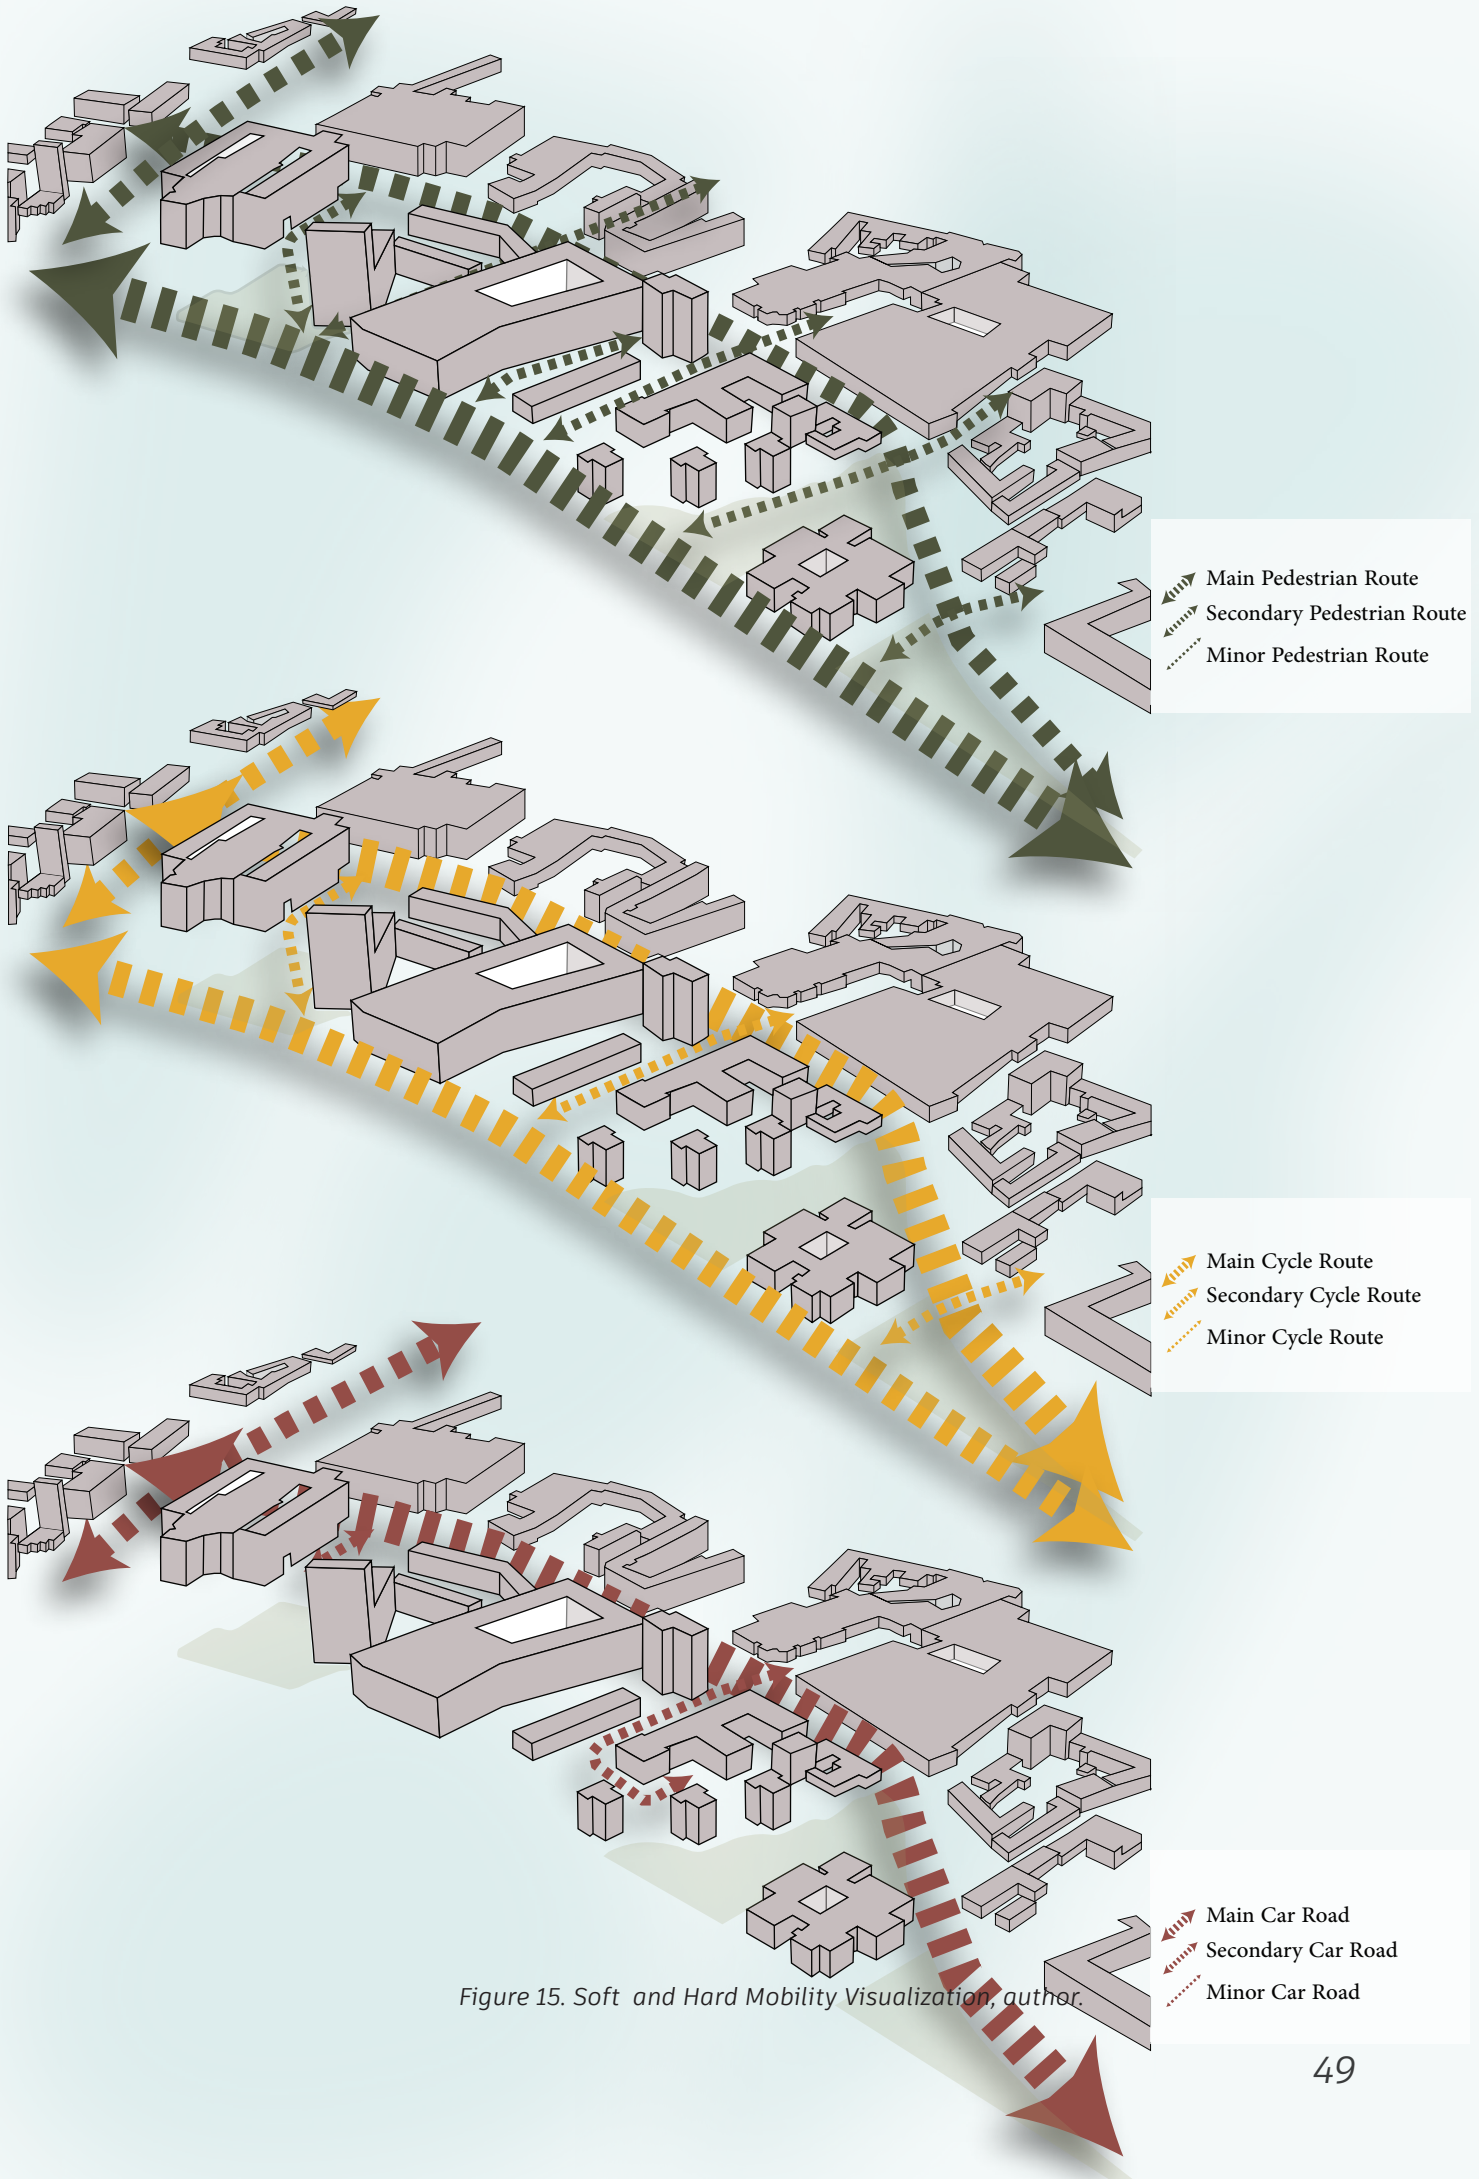 Main Pedestrian Route
Secondary Pedestrian Route
Minor Pedestrian Route
Main Cycle Route
Secondary Cycle Route
Minor Cycle Route
Main Car Road
Secondary Car Road
Minor Car Road
Figure 15. Soft and Hard Mobility Visualization, author.
49